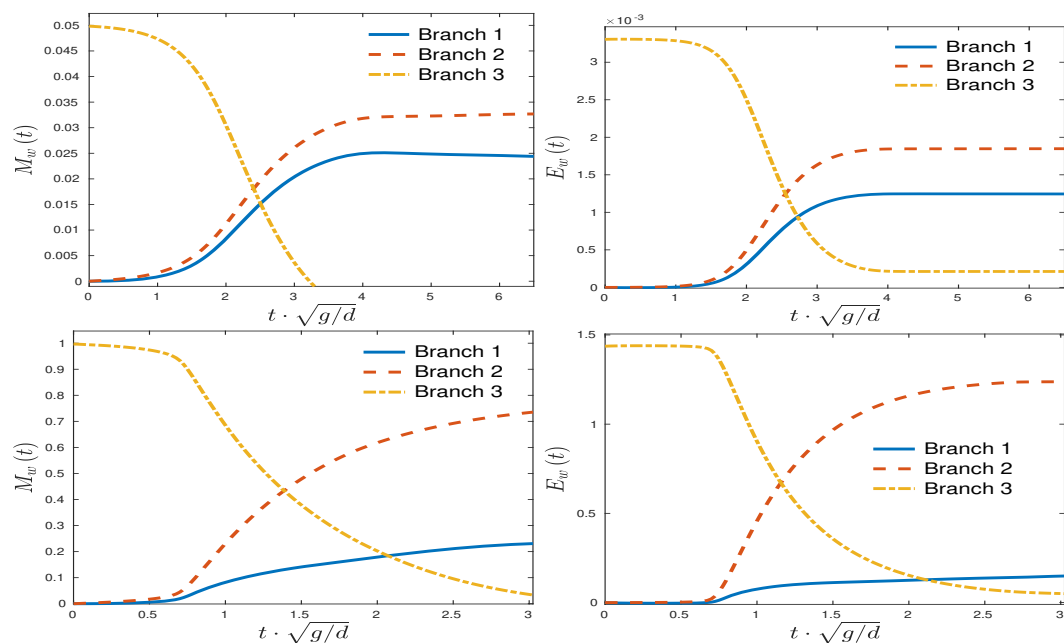 0.05
0.045
0.04
0.035
0.03
0.025
0.02
0.015
0.01
0.005
0
M_w(t)
Branch 1
Branch 2
Branch 3
0 1 2 3 4 5 6
t · √g/d
×10⁻³
3
2.5
2
1.5
1
0.5
0
E_w(t)
Branch 1
Branch 2
Branch 3
0 1 2 3 4 5 6
t · √g/d
1
0.9
0.8
0.7
0.6
0.5
0.4
0.3
0.2
0.1
0
M_w(t)
Branch 1
Branch 2
Branch 3
0 0.5 1 1.5 2 2.5 3
t · √g/d
1.5
1
0.5
0
E_w(t)
Branch 1
Branch 2
Branch 3
0 0.5 1 1.5 2 2.5 3
t · √g/d